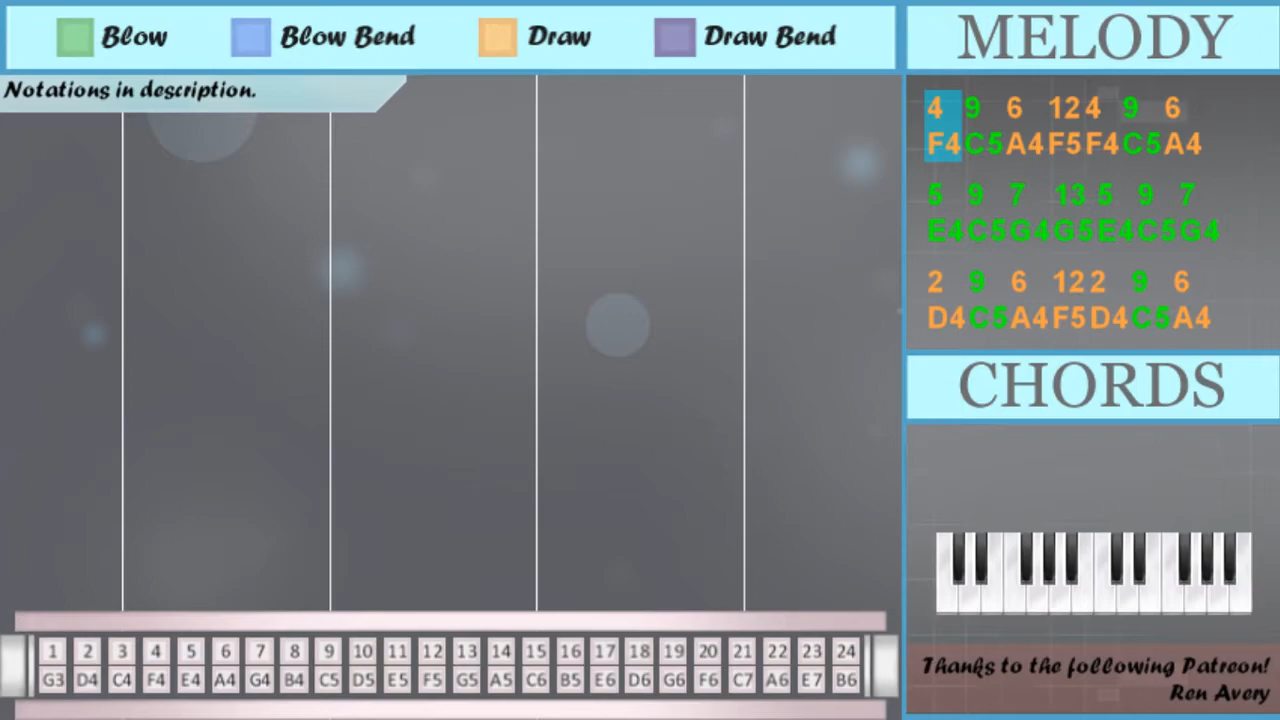 Blow Blow Bend Draw Draw Bend
Notations in description.
MELODY
4 9 6 12 4 9 6
F4 C5 A4 F5 F4 C5 A4
5 9 7 13 5 9 7
E4 C5 G4 G5 E4 C5 G4
2 9 6 12 2 9 6
D4 C5 A4 F5 D4 C5 A4
CHORDS
1 2 3 4 5 6 7 8 9 10 11 12 13 14 15 16 17 18 19 20 21 22 23 24
G3 D4 C4 F4 E4 A4 G4 B4 C5 D5 E5 F5 G5 A5 C6 B5 E6 D6 G6 F6 C7 A6 E7 B6
Thanks to the following Patreon!
Ren Avery